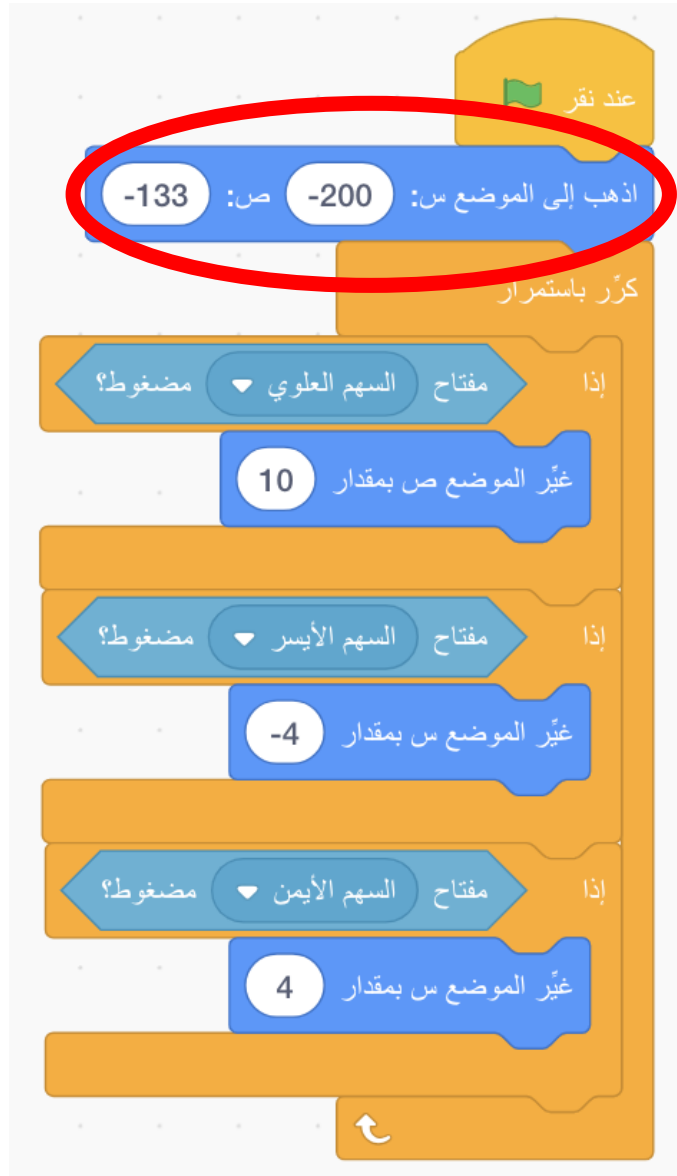 عند نقر
اذهب إلى الموضع س: -200 ص: -133
كرِّر باستمرار
إذا مفتاح السهم العلوي مضغوط؟
غيِّر الموضع ص بمقدار 10
إذا مفتاح السهم الأيسر مضغوط؟
غيِّر الموضع س بمقدار -4
إذا مفتاح السهم الأيمن مضغوط؟
غيِّر الموضع س بمقدار 4